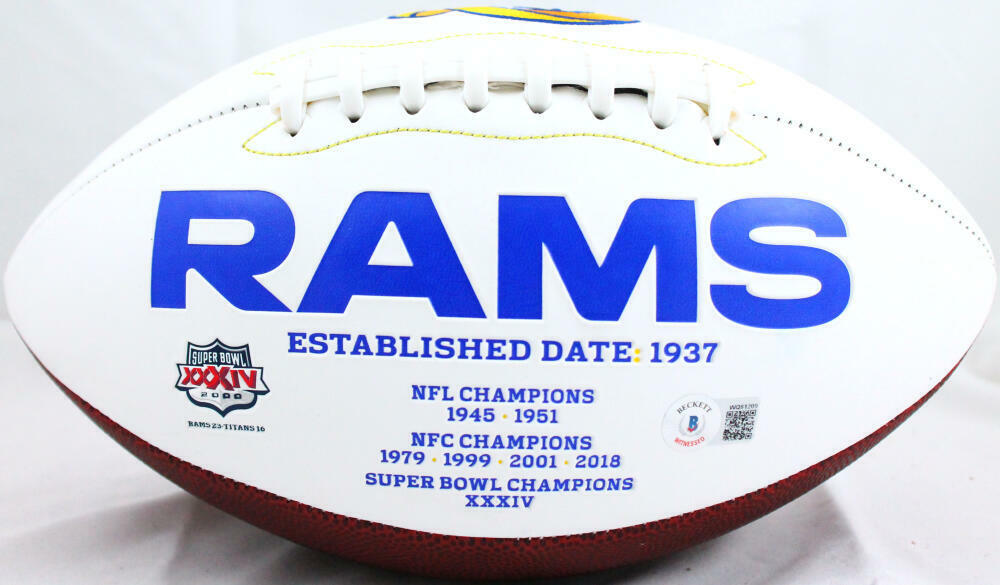 RAMS
ESTABLISHED DATE: 1937
SUPER BOWL
XXXIV
2000
RAMS 23-TITANS 16
NFL CHAMPIONS
1945 · 1951
NFC CHAMPIONS
1979 · 1999 · 2001 · 2018
SUPER BOWL CHAMPIONS
XXXIV
BECKETT
B
WITNESSED